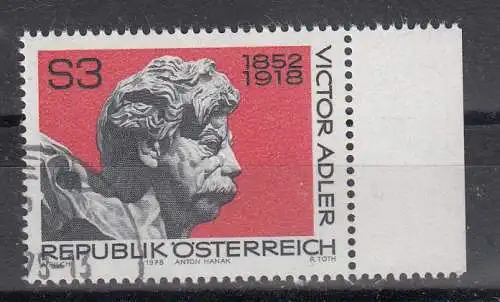 S3
1852
1918
VICTOR ADLER
REPUBLIK ÖSTERREICH
1978 ANTON HANAK R. TOTH